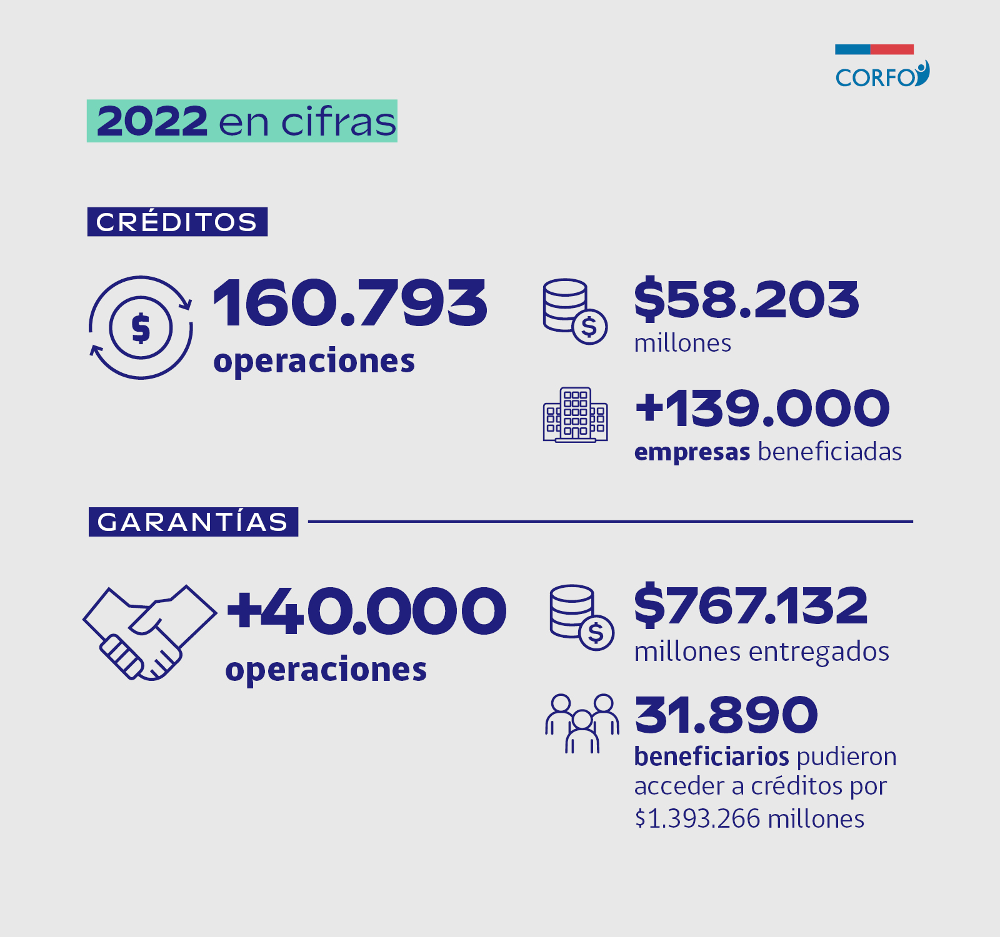 CORFO
2022 en cifras
CRÉDITOS
$
160.793
operaciones
$
$58.203
millones
+139.000
empresas beneficiadas
GARANTÍAS
+40.000
operaciones
$
$767.132
millones entregados
31.890
beneficiarios pudieron
acceder a créditos por
$1.393.266 millones